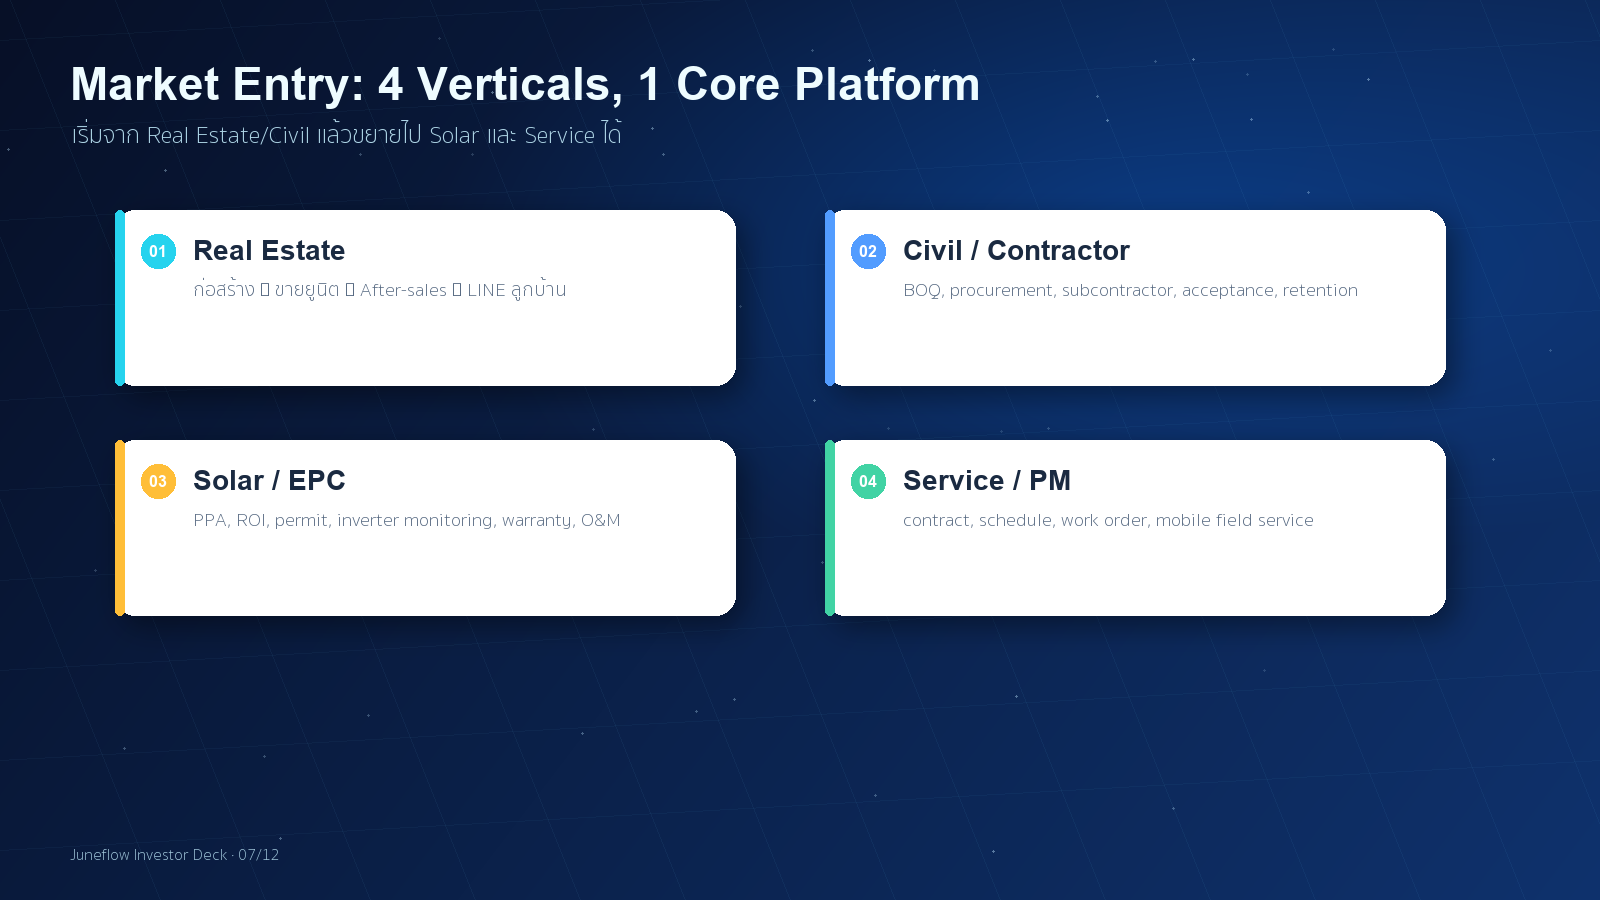 Market Entry: 4 Verticals, 1 Core Platform
เริ่มจาก Real Estate/Civil แล้วขยายไป Solar และ Service ได้
01 Real Estate
ก่อสร้าง □ ขายยูนิต □ After-sales □ LINE ลูกบ้าน
02 Civil / Contractor
BOQ, procurement, subcontractor, acceptance, retention
03 Solar / EPC
PPA, ROI, permit, inverter monitoring, warranty, O&M
04 Service / PM
contract, schedule, work order, mobile field service
Juneflow Investor Deck · 07/12